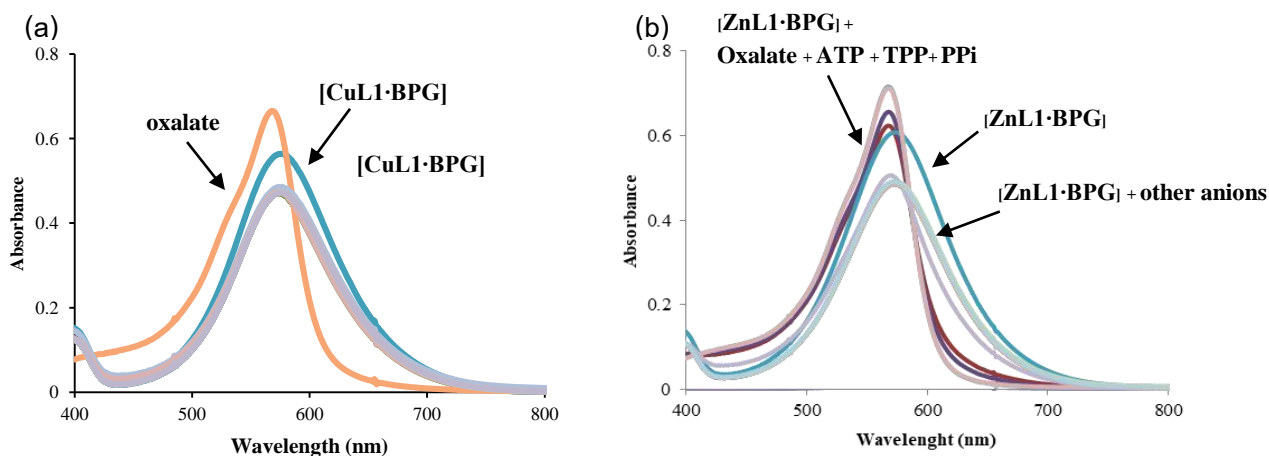 (a)
0.8
0.6
0.4
0.2
0
400
500
600
700
800
Absorbance
Wavelength (nm)
oxalate
[CuL1·BPG]
[CuL1·BPG]
(b)
[ZnL1·BPG] +
Oxalate + ATP + TPP+ PPi
[ZnL1·BPG]
[ZnL1·BPG] + other anions
0.8
0.6
0.4
0.2
0
400
500
600
700
800
Absorbance
Wavelenght (nm)